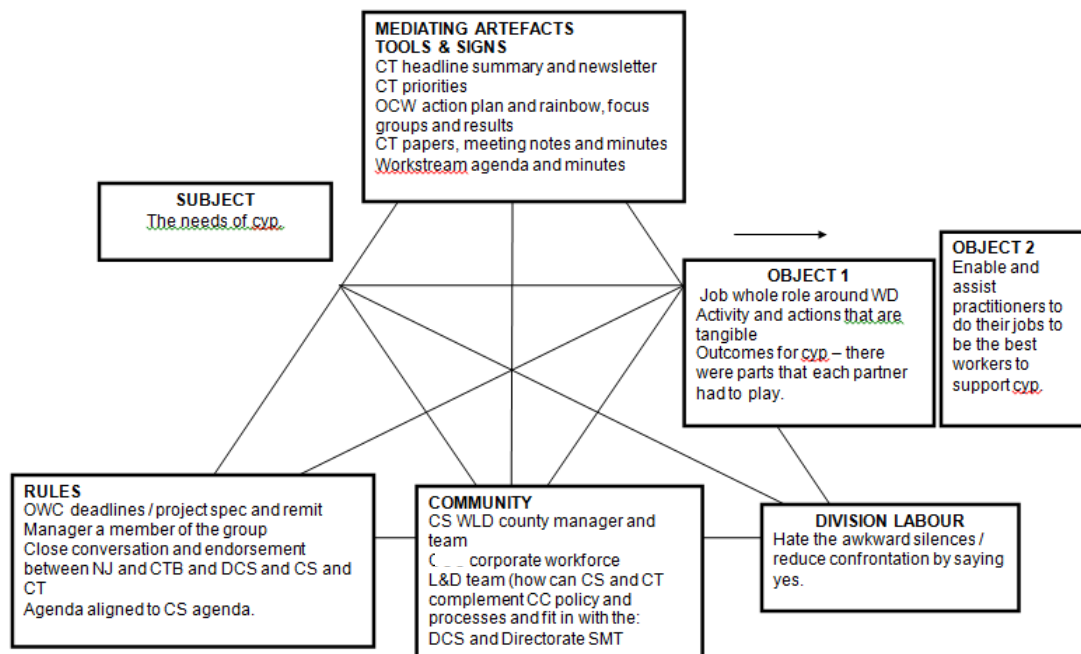 MEDIATING ARTEFACTS
TOOLS & SIGNS
CT headline summary and newsletter
CT priorities
OCW action plan and rainbow, focus
groups and results
CT papers, meeting notes and minutes
Workstream agenda and minutes
SUBJECT
The needs of cyp.
OBJECT 1
Job whole role around WD
Activity and actions that are
tangible
Outcomes for cyp – there
were parts that each partner
had to play.
OBJECT 2
Enable and
assist
practitioners to
do their jobs to
be the best
workers to
support cyp.
RULES
OWC deadlines / project spec and remit
Manager a member of the group
Close conversation and endorsement
between NJ and CTB and DCS and CS and
CT
Agenda aligned to CS agenda.
COMMUNITY
CS WLD county manager and
team
corporate workforce
L&D team (how can CS and CT
complement CC policy and
processes and fit in with the:
DCS and Directorate SMT
DIVISION LABOUR
Hate the awkward silences /
reduce confrontation by saying
yes.